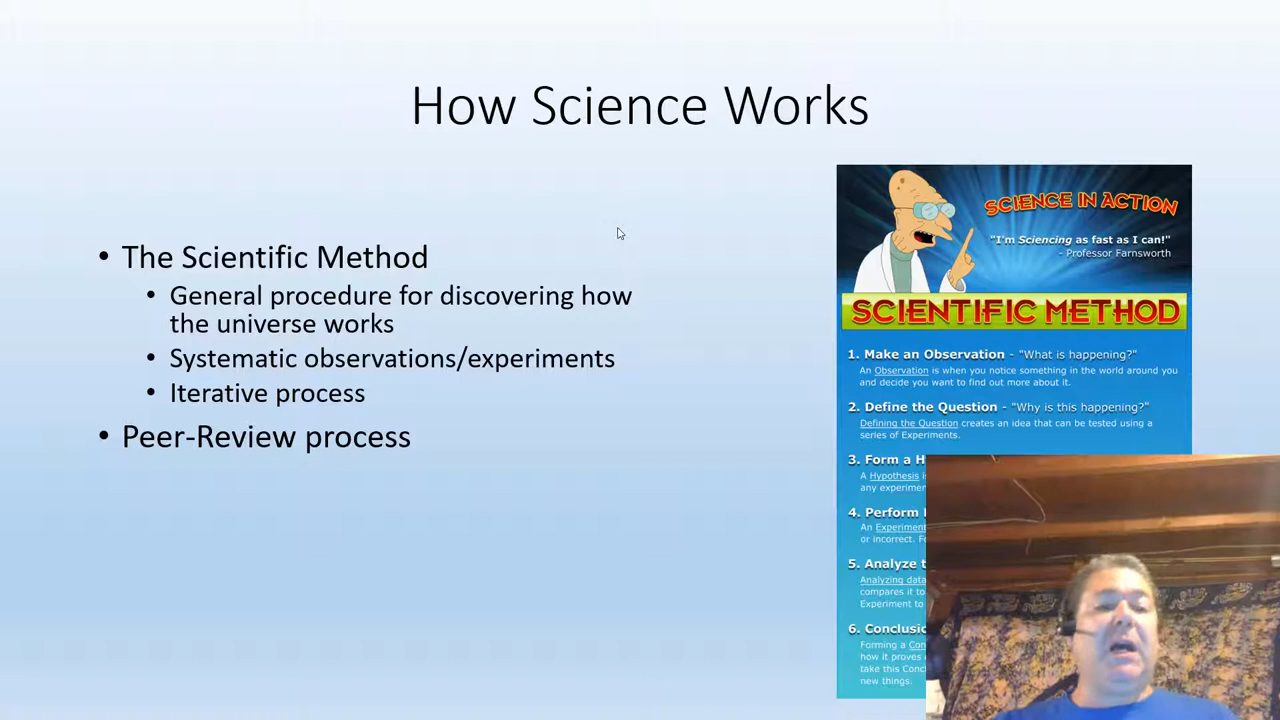 How Science Works
• The Scientific Method
• General procedure for discovering how
the universe works
• Systematic observations/experiments
• Iterative process
• Peer-Review process
SCIENCE IN ACTION
"I'm Sciencing as fast as I can!"
- Professor Farnsworth
SCIENTIFIC METHOD
1. Make an Observation - "What is happening?"
An Observation is when you notice something in the world around you
and decide you want to find out more about it.
2. Define the Question - "Why is this happening?"
Defining the Question creates an idea that can be tested using a
series of Experiments.
3. Form a
A Hypothesis
any
4. Perform
An
or incorrect.
5. Analyze
Analyzing data
compares it to
Experiment to
6.
Forming a
how it proves
take this
new things.